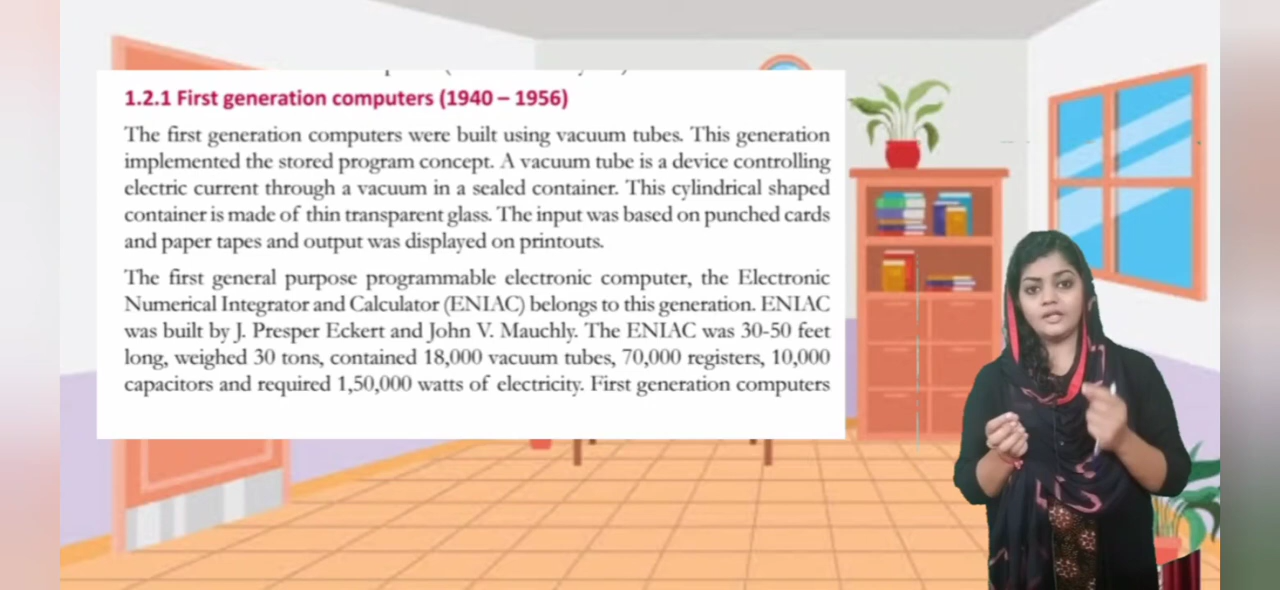 1.2.1 First generation computers (1940 – 1956)
The first generation computers were built using vacuum tubes. This generation
implemented the stored program concept. A vacuum tube is a device controlling
electric current through a vacuum in a sealed container. This cylindrical shaped
container is made of thin transparent glass. The input was based on punched cards
and paper tapes and output was displayed on printouts.
The first general purpose programmable electronic computer, the Electronic
Numerical Integrator and Calculator (ENIAC) belongs to this generation. ENIAC
was built by J. Presper Eckert and John V. Mauchly. The ENIAC was 30-50 feet
long, weighed 30 tons, contained 18,000 vacuum tubes, 70,000 registers, 10,000
capacitors and required 1,50,000 watts of electricity. First generation computers